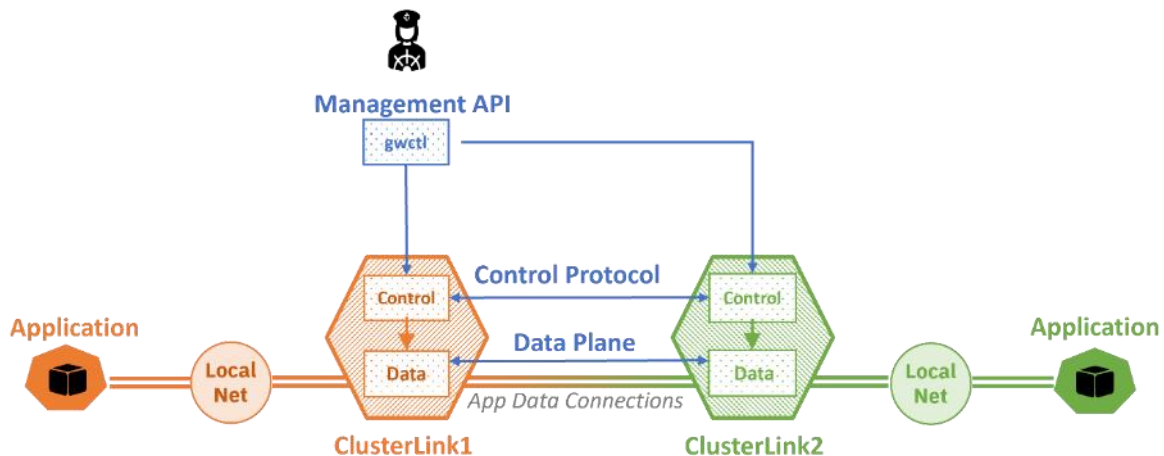 Management API
gwctl
Control Protocol
Control
Control
Application
Application
Data Plane
Local
Net
Data
Data
Local
Net
App Data Connections
ClusterLink1
ClusterLink2